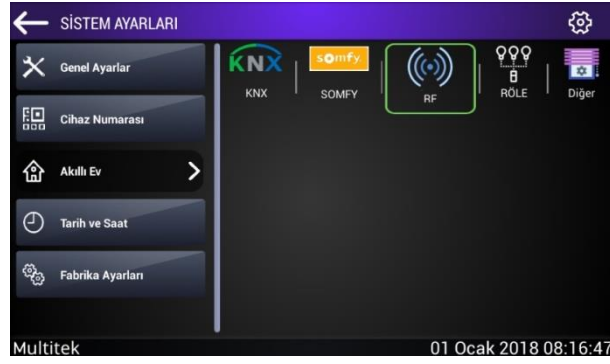 SİSTEM AYARLARI
Genel Ayarlar
Cihaz Numarası
Akıllı Ev
Tarih ve Saat
Fabrika Ayarları
KNX
somfy
KNX
SOMFY
RF
RÖLE
Diğer
Multitek
01 Ocak 2018 08:16:47